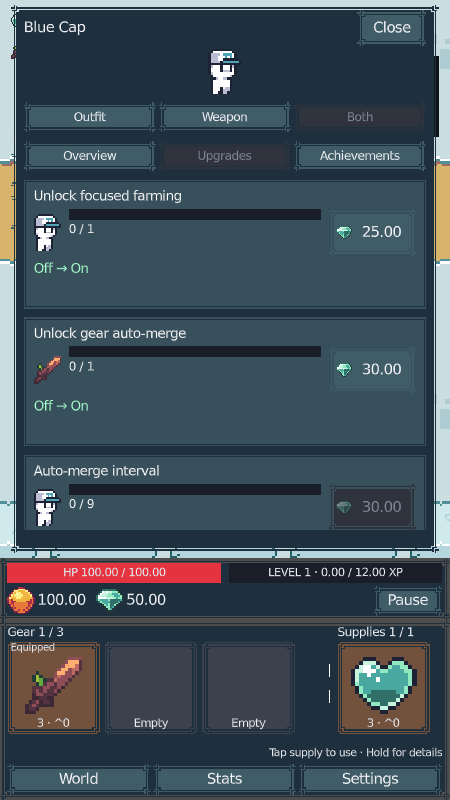 Blue Cap
Close
Outfit
Weapon
Both
Overview
Upgrades
Achievements
Unlock focused farming
0 / 1
25.00
Off → On
Unlock gear auto-merge
0 / 1
30.00
Off → On
Auto-merge interval
0 / 9
30.00
HP 100.00 / 100.00
LEVEL 1 · 0.00 / 12.00 XP
100.00
50.00
Pause
Gear 1 / 3
Supplies 1 / 1
Equipped
3 · ^0
Empty
Empty
3 · ^0
Tap supply to use · Hold for details
World
Stats
Settings